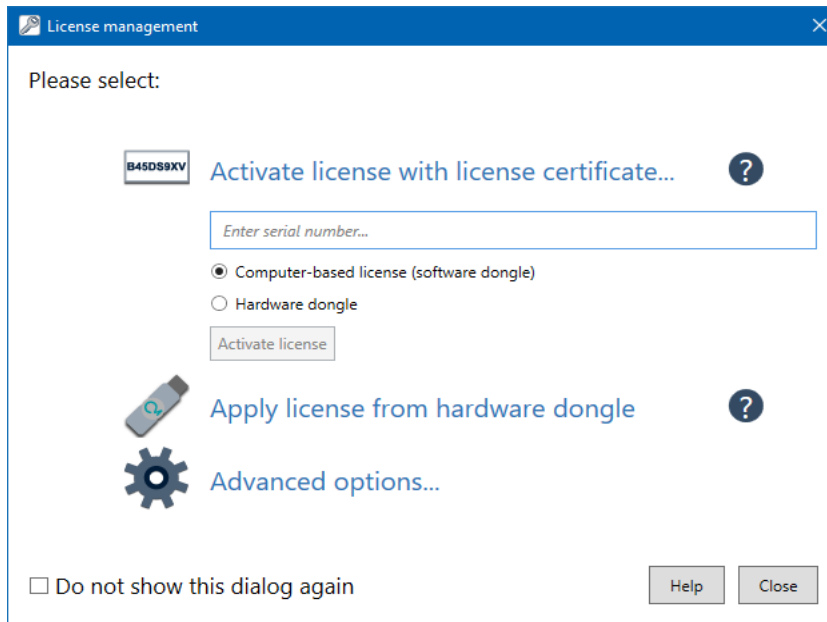 License management
Please select:
B45DS9XV
Activate license with license certificate...
?
Enter serial number...
Computer-based license (software dongle)
Hardware dongle
Activate license
Apply license from hardware dongle
?
Advanced options...
Do not show this dialog again
Help
Close